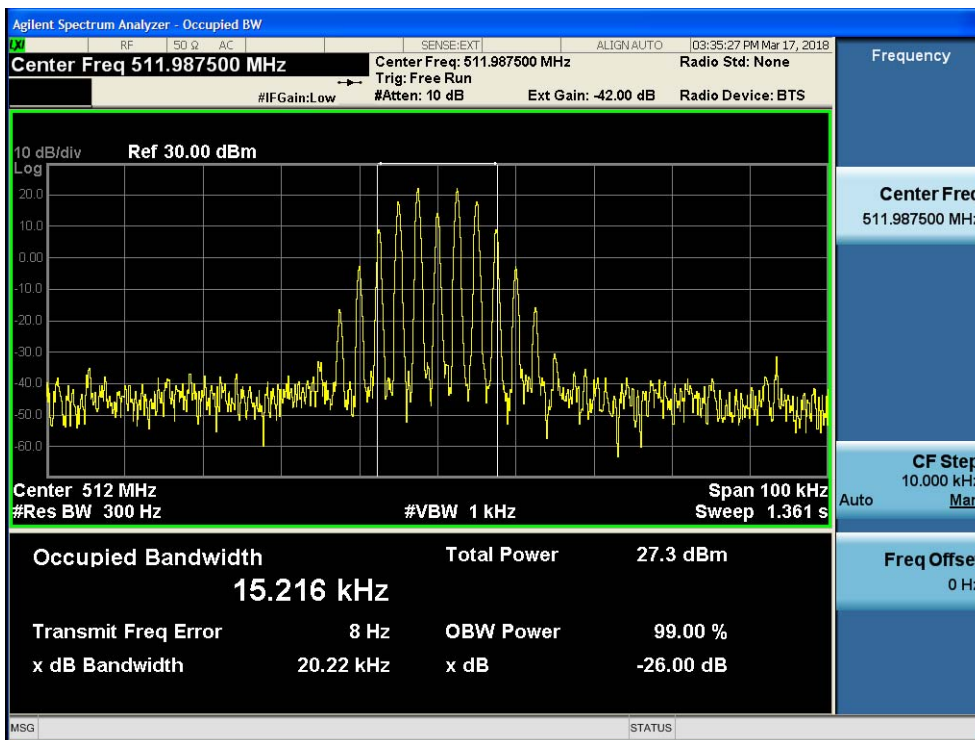 Agilent Spectrum Analyzer - Occupied BW
LXI RF 50 Ω AC SENSE:EXT ALIGN AUTO 03:35:27 PM Mar 17, 2018
Center Freq 511.987500 MHz
Center Freq: 511.987500 MHz
Radio Std: None
Trig: Free Run
#IFGain:Low
#Atten: 10 dB
Ext Gain: -42.00 dB
Radio Device: BTS
10 dB/div
Ref 30.00 dBm
Log
20.0
10.0
0.00
-10.0
-20.0
-30.0
-40.0
-50.0
-60.0
Center 512 MHz
Span 100 kHz
#Res BW 300 Hz
#VBW 1 kHz
Sweep 1.361 s
Occupied Bandwidth
Total Power
27.3 dBm
15.216 kHz
Transmit Freq Error
8 Hz
OBW Power
99.00 %
x dB Bandwidth
20.22 kHz
x dB
-26.00 dB
Frequency
Center Freq
511.987500 MHz
CF Step
10.000 kHz
Auto Man
Freq Offse
0 Hz
MSG
STATUS